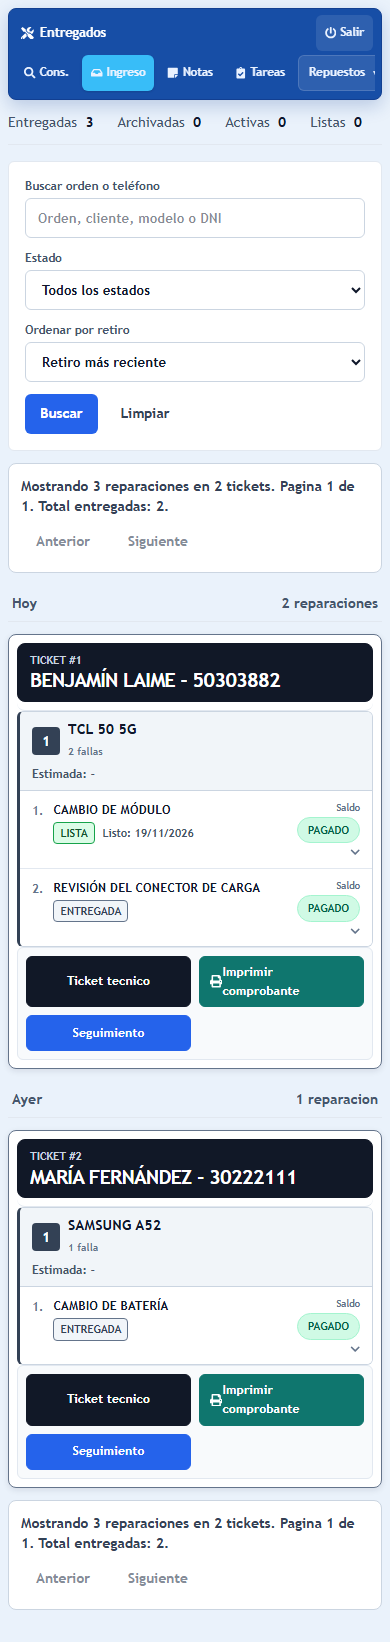 Entregados
Salir
Cons.
Ingreso
Notas
Tareas
Repuestos
Entregadas 3
Archivadas 0
Activas 0
Listas 0
Buscar orden o teléfono
Orden, cliente, modelo o DNI
Estado
Todos los estados
Ordenar por retiro
Retiro más reciente
Buscar
Limpiar
Mostrando 3 reparaciones en 2 tickets. Pagina 1 de
1. Total entregadas: 2.
Anterior
Siguiente
Hoy
2 reparaciones
TICKET #1
BENJAMÍN LAIME - 50303882
1
TCL 50 5G
2 fallas
Estimada: -
1. CAMBIO DE MÓDULO
LISTA
Listo: 19/11/2026
Saldo
PAGADO
2. REVISIÓN DEL CONECTOR DE CARGA
ENTREGADA
Saldo
PAGADO
Ticket tecnico
Imprimir
comprobante
Seguimiento
Ayer
1 reparacion
TICKET #2
MARÍA FERNÁNDEZ - 30222111
1
SAMSUNG A52
1 falla
Estimada: -
1. CAMBIO DE BATERÍA
ENTREGADA
Saldo
PAGADO
Ticket tecnico
Imprimir
comprobante
Seguimiento
Mostrando 3 reparaciones en 2 tickets. Pagina 1 de
1. Total entregadas: 2.
Anterior
Siguiente